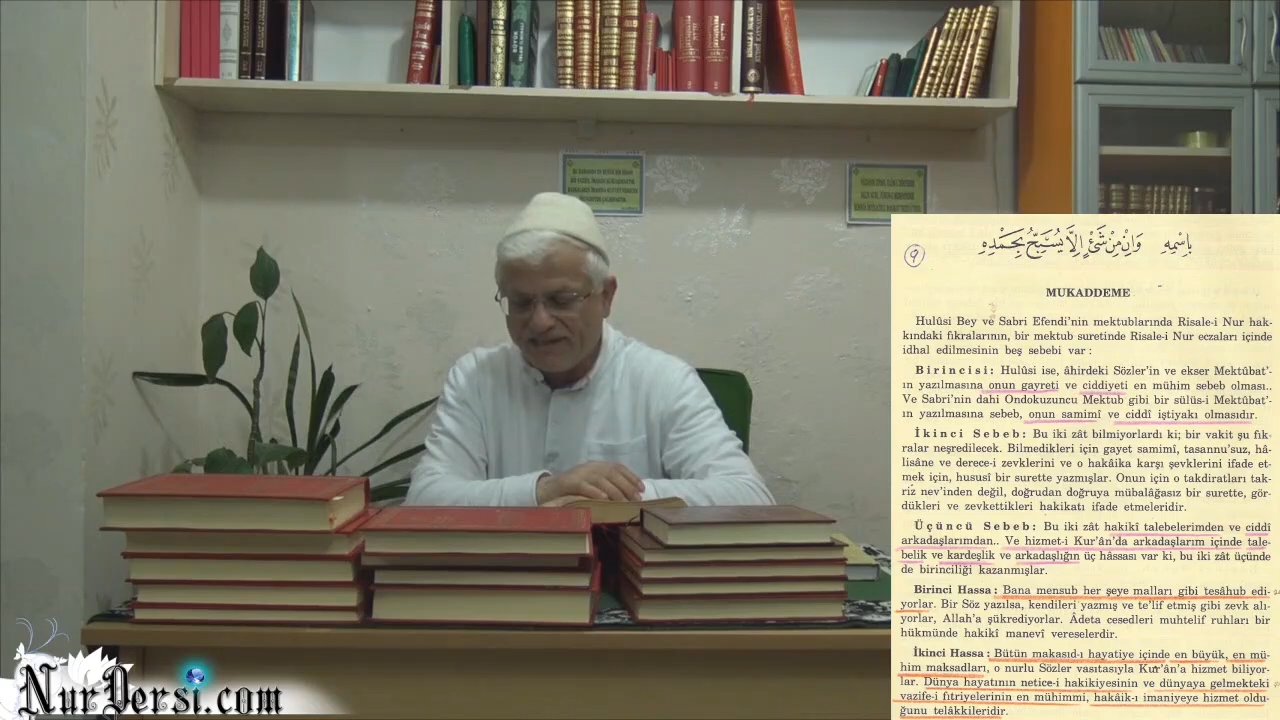 باسمه وان من شئ الا يسبح بحمده
9
MUKADDEME
Hulûsi Bey ve Sabri Efendi'nin mektublarında Risale-i Nur hak-
kındaki fıkralarının, bir mektub suretinde Risale-i Nur eczaları içinde
idhal edilmesinin beş sebebi var :
Birincisi: Hulûsi ise, âhirdeki Sözler'in ve ekser Mektûbat'-
ın yazılmasına onun gayreti ve ciddiyeti en mühim sebeb olması..
Ve Sabri'nin dahi Ondokuzuncu Mektub gibi bir sülüs-i Mektûbat'-
ın yazılmasına sebeb, onun samimî ve ciddî iştiyakı olmasıdır.
İkinci Sebeb: Bu iki zât bilmiyorlardı ki; bir vakit şu fık-
ralar neşredilecek. Bilmedikleri için gayet samimî, tasannu'suz, hâ-
lisâne ve derece-i zevklerini ve o hakâika karşı şevklerini ifade et-
mek için, hususî bir surette yazmışlar. Onun için o takdiratları tak-
riz nev'inden değil, doğrudan doğruya mübalâğasız bir surette, gör-
dükleri ve zevkettikleri hakikatı ifade etmeleridir.
Üçüncü Sebeb: Bu iki zât hakikî talebelerimden ve ciddî
arkadaşlarımdan.. Ve hizmet-i Kur'ân'da arkadaşlarım içinde tale-
belik ve kardeşlik ve arkadaşlığın üç hâssası var ki, bu iki zât üçünde
de birinciliği kazanmışlar.
Birinci Hassa: Bana mensub her şeye malları gibi tesâhub edi-
yorlar. Bir Söz yazılsa, kendileri yazmış ve te'lif etmiş gibi zevk alı-
yorlar, Allah'a şükrediyorlar. Âdeta cesedleri muhtelif ruhları bir
hükmünde hakikî manevî vereselerdir.
İkinci Hassa: Bütün makasıd-ı hayatiye içinde en büyük, en mü-
him maksadları, o nurlu Sözler vasıtasıyla Kur'ân'a hizmet biliyor-
lar. Dünya hayatının netice-i hakikiyesinin ve dünyaya gelmekteki
vazife-i fıtriyelerinin en mühimmi, hakâik-ı imaniyeye hizmet oldu-
ğunu telâkkileridir.
NurDersi.com